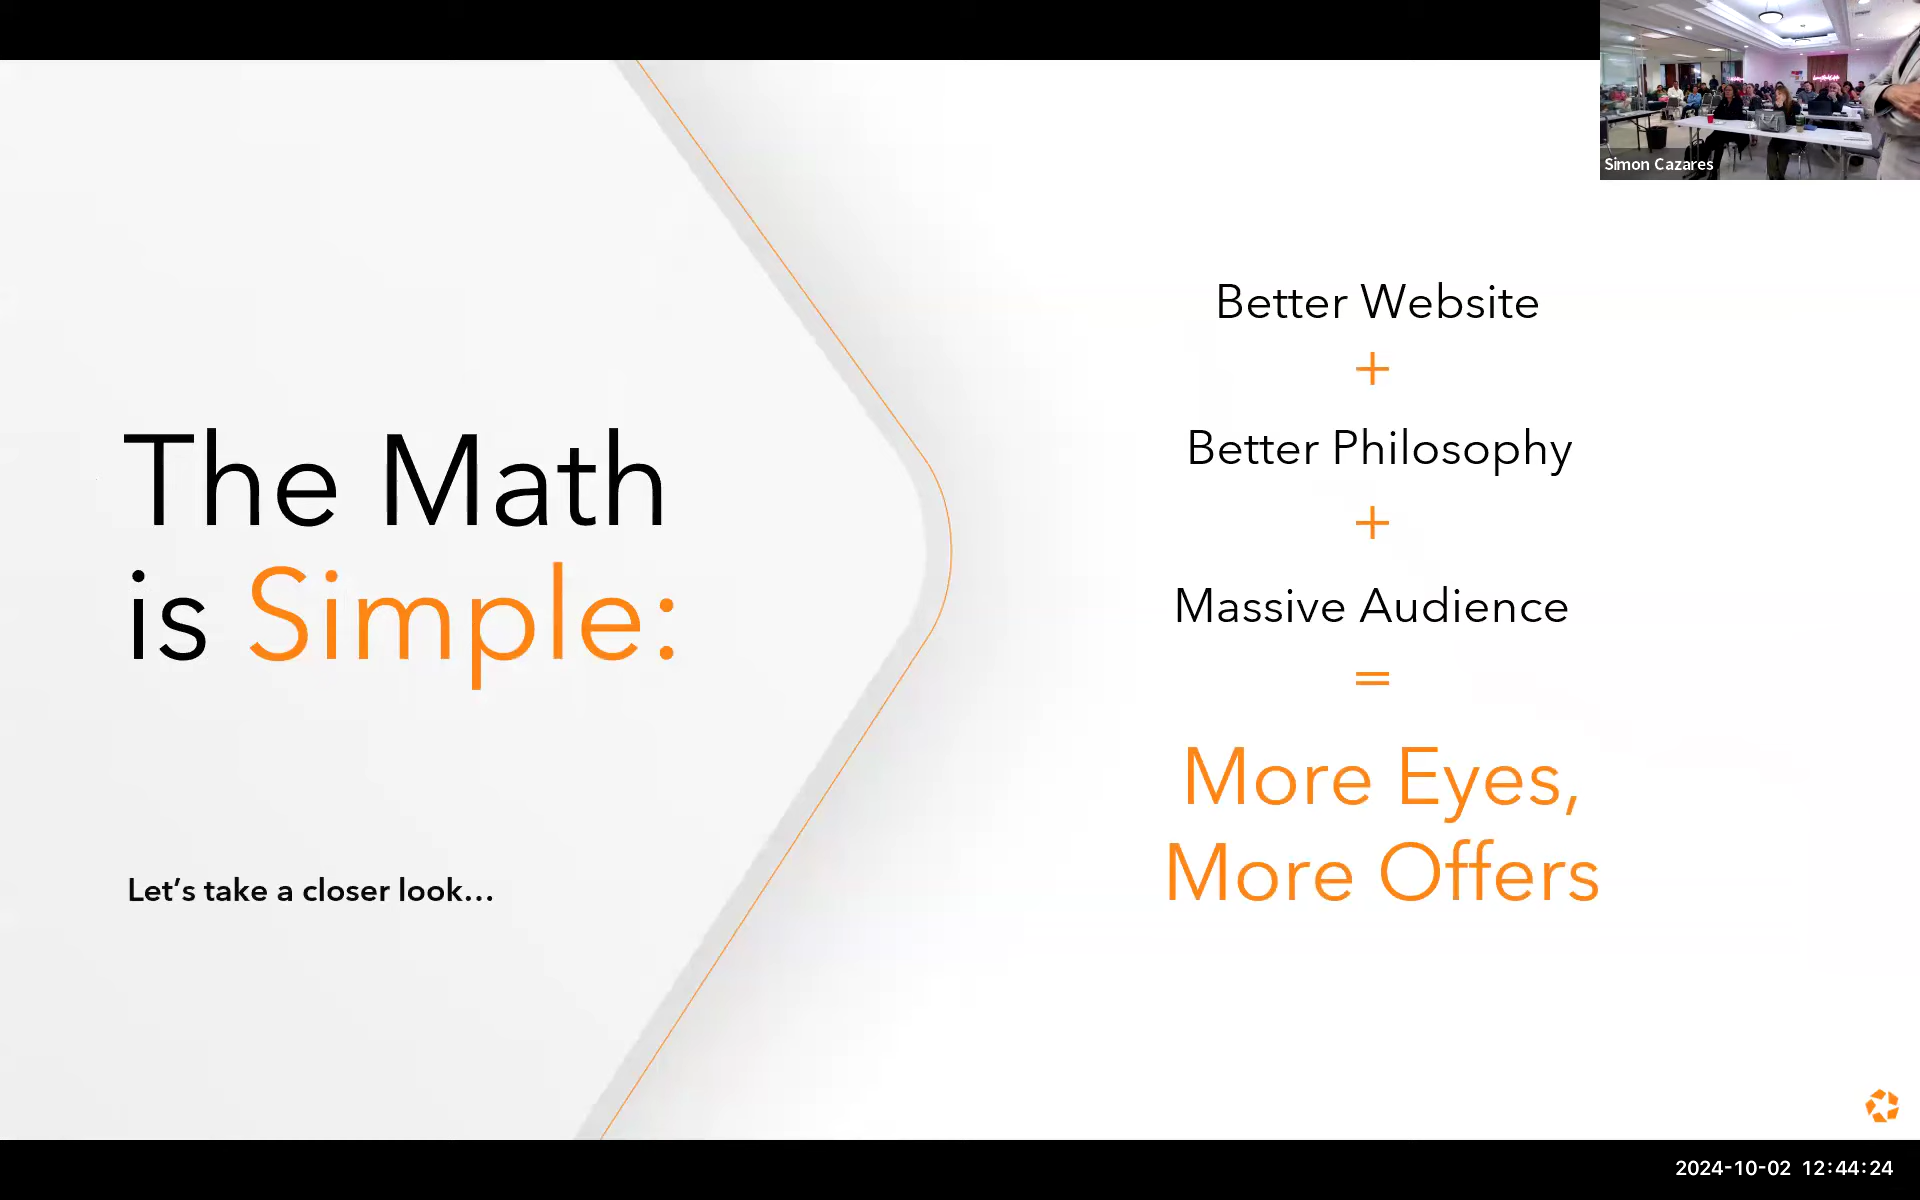 Simon Cazares
The Math
is Simple:
Let’s take a closer look...
Better Website
+
Better Philosophy
+
Massive Audience
=
More Eyes,
More Offers
2024-10-02 12:44:24